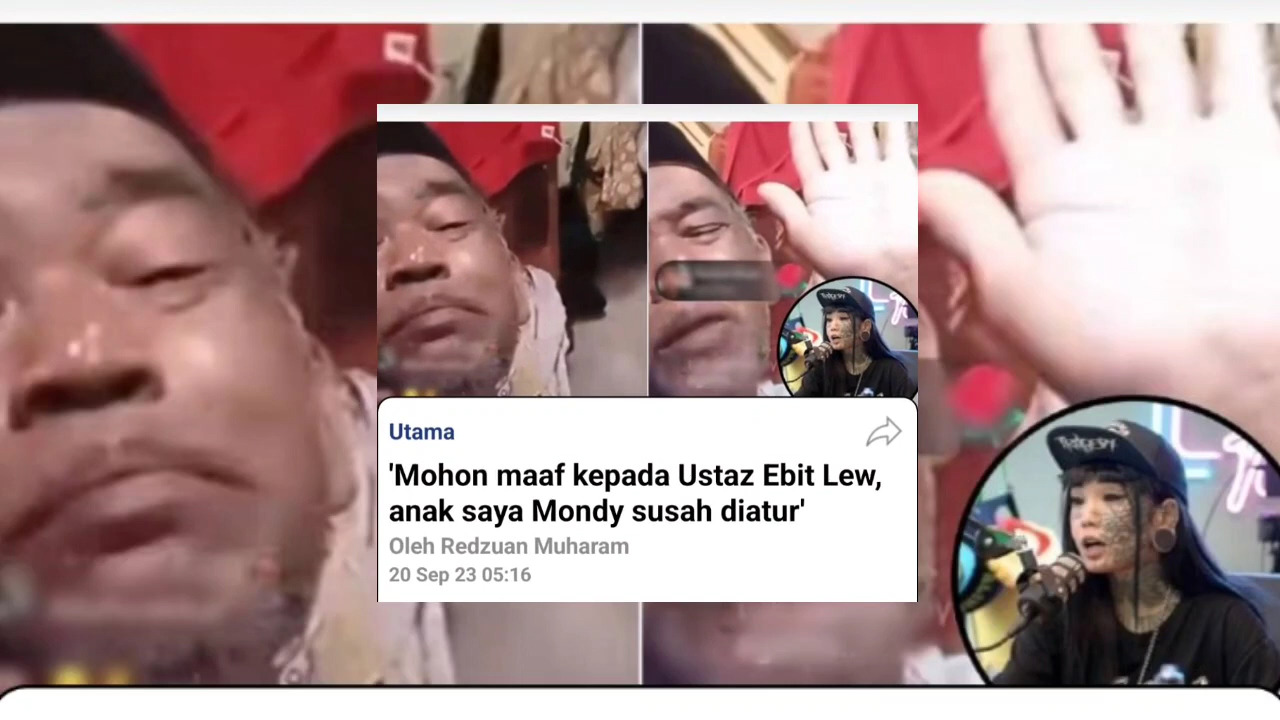 Utama
'Mohon maaf kepada Ustaz Ebit Lew,
anak saya Mondy susah diatur'
Oleh Redzuan Muharam
20 Sep 23 05:16